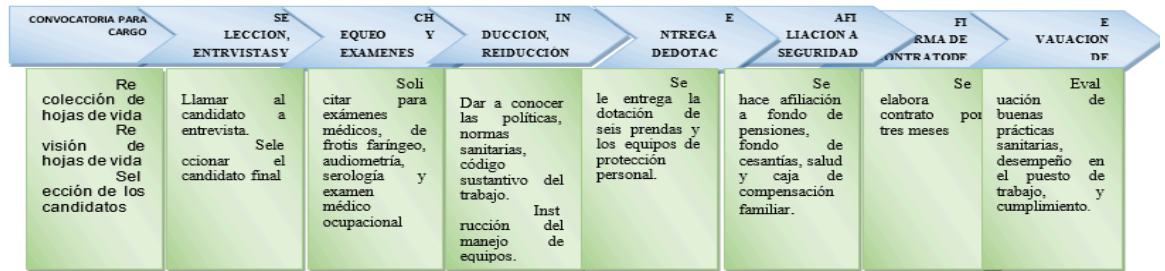 CONVOCATORIA PARA
CARGO
SE
LECCION,
ENTRVISTAS Y
CH
EQUEO Y
EXAMENES
IN
DUCCION,
REIDUCCIÓN
E
NTREGA
DEDOTAC
AFI
LIACION A
SEGURIDAD
FI
RMA DE
ONTRATODE
E
VAUACION
DE
Re
colección de
hojas de vida
Re
visión de
hojas de vida
Sel
ección de los
candidatos
Llamar al
candidato a
entrevista.
Sele
ccionar el
candidato final
Soli
citar para
exámenes
médicos, de
frotis faríngeo,
audiometría,
serología y
examen
médico
ocupacional
Dar a conocer
las políticas,
normas
sanitarias,
código
sustantivo del
trabajo.
Inst
rucción del
manejo de
equipos.
Se
le entrega la
dotación de
seis prendas y
los equipos de
protección
personal.
Se
hace afiliación
a fondo de
pensiones,
fondo de
cesantías, salud
y caja de
compensación
familiar.
Se
elabora
contrato por
tres meses
Eval
uación de
buenas
prácticas
sanitarias,
desempeño en
el puesto de
trabajo, y
cumplimiento.